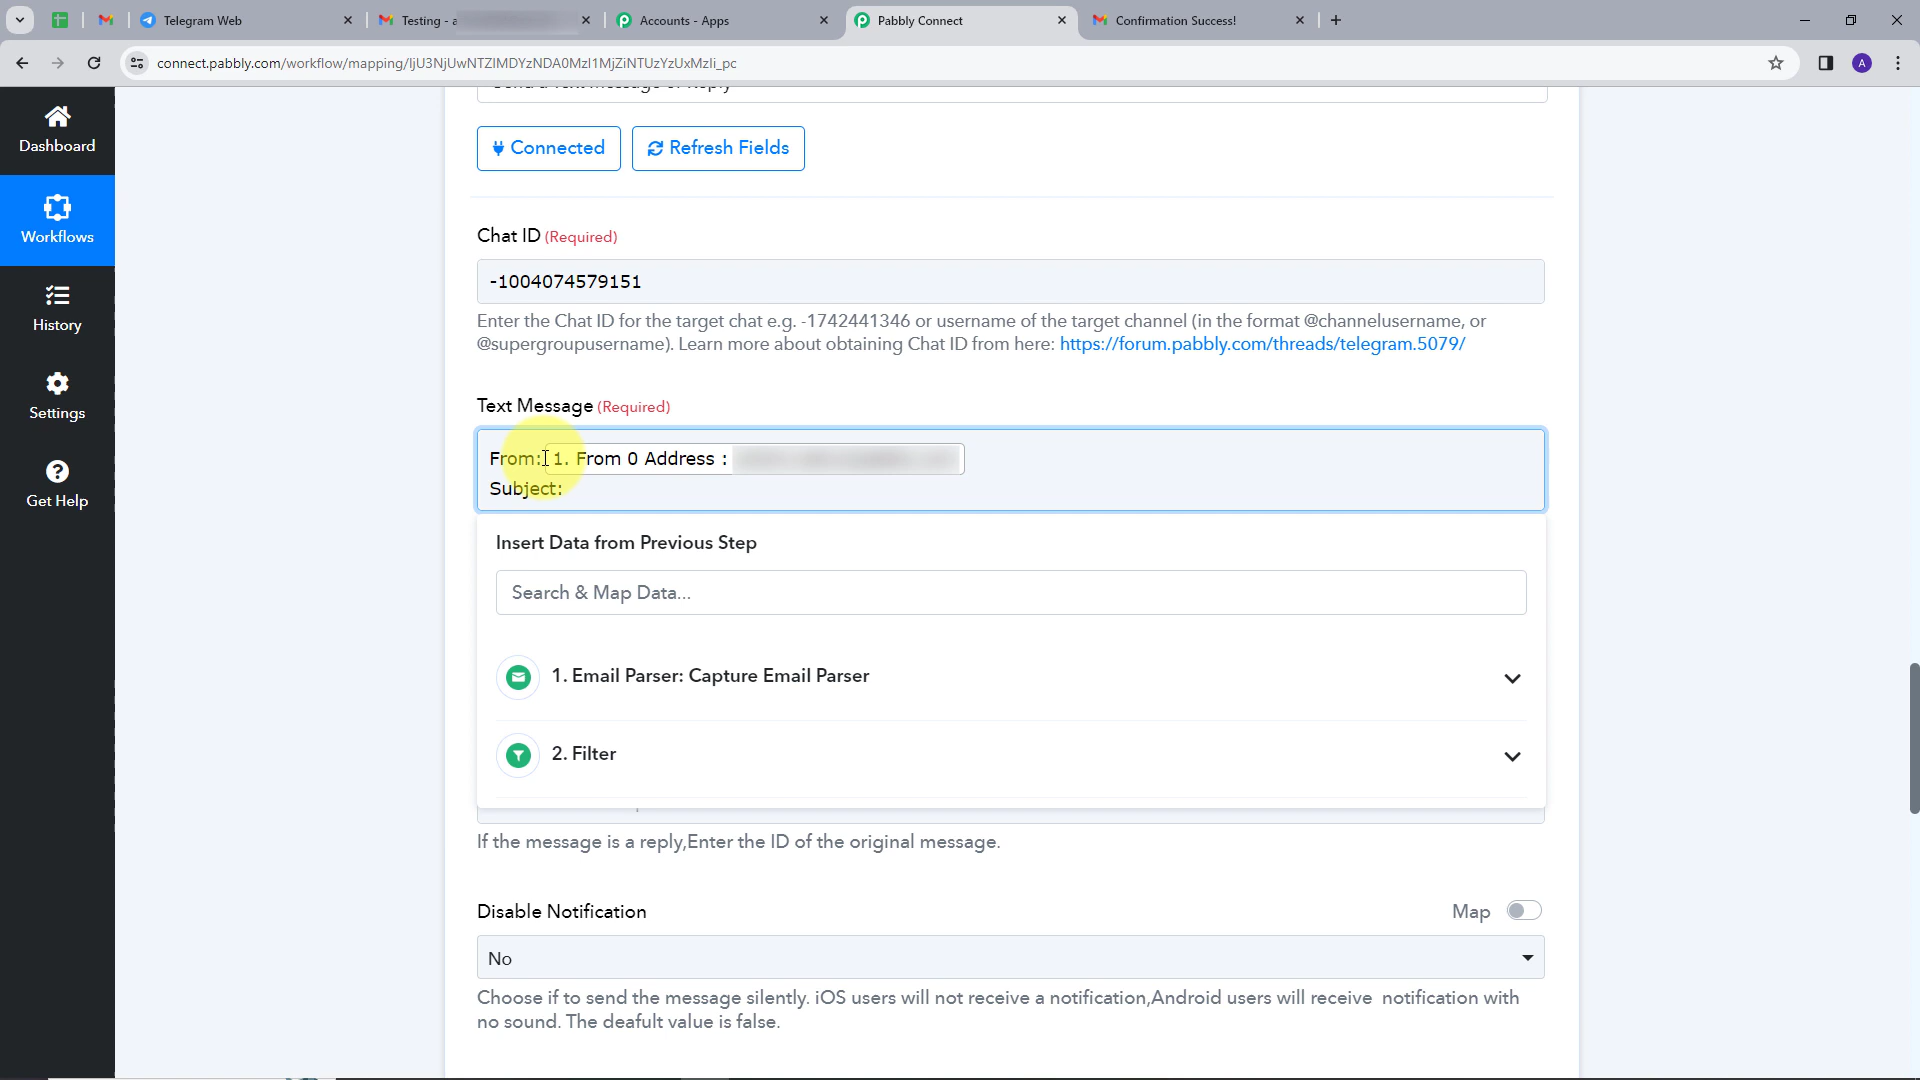 Telegram Web
Testing - a
Accounts - Apps
Pabbly Connect
Confirmation Success!
connect.pabbly.com/workflow/mapping/IjU3NjUwNTZlMDYzNDA0MzI1MjZiNTUzYzUxMzIi_pc
A
Dashboard
Workflows
History
Settings
Get Help
Send a Text Message or Reply
Connected
Refresh Fields
Chat ID (Required)
-1004074579151
Enter the Chat ID for the target chat e.g. -1742441346 or username of the target channel (in the format @channelusername, or
@supergroupusername). Learn more about obtaining Chat ID from here: https://forum.pabbly.com/threads/telegram.5079/
Text Message (Required)
From: 1. From 0 Address :
Subject:
Insert Data from Previous Step
Search & Map Data...
1. Email Parser: Capture Email Parser
2. Filter
If the message is a reply,Enter the ID of the original message.
Disable Notification
Map
No
Choose if to send the message silently. iOS users will not receive a notification,Android users will receive notification with
no sound. The deafult value is false.